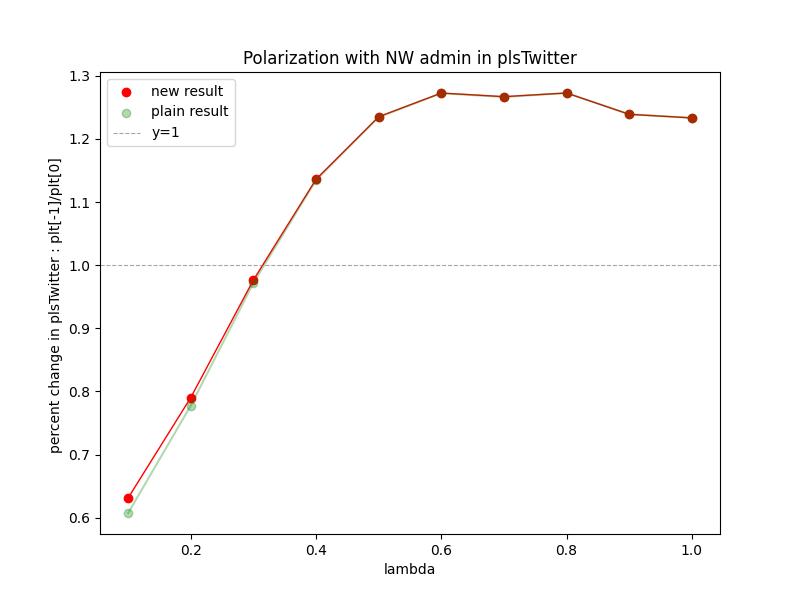 Polarization with NW admin in plsTwitter
new result
plain result
y=1
percent change in plsTwitter : plt[-1]/plt[0]
1.3
1.2
1.1
1.0
0.9
0.8
0.7
0.6
0.2
0.4
0.6
0.8
1.0
lambda